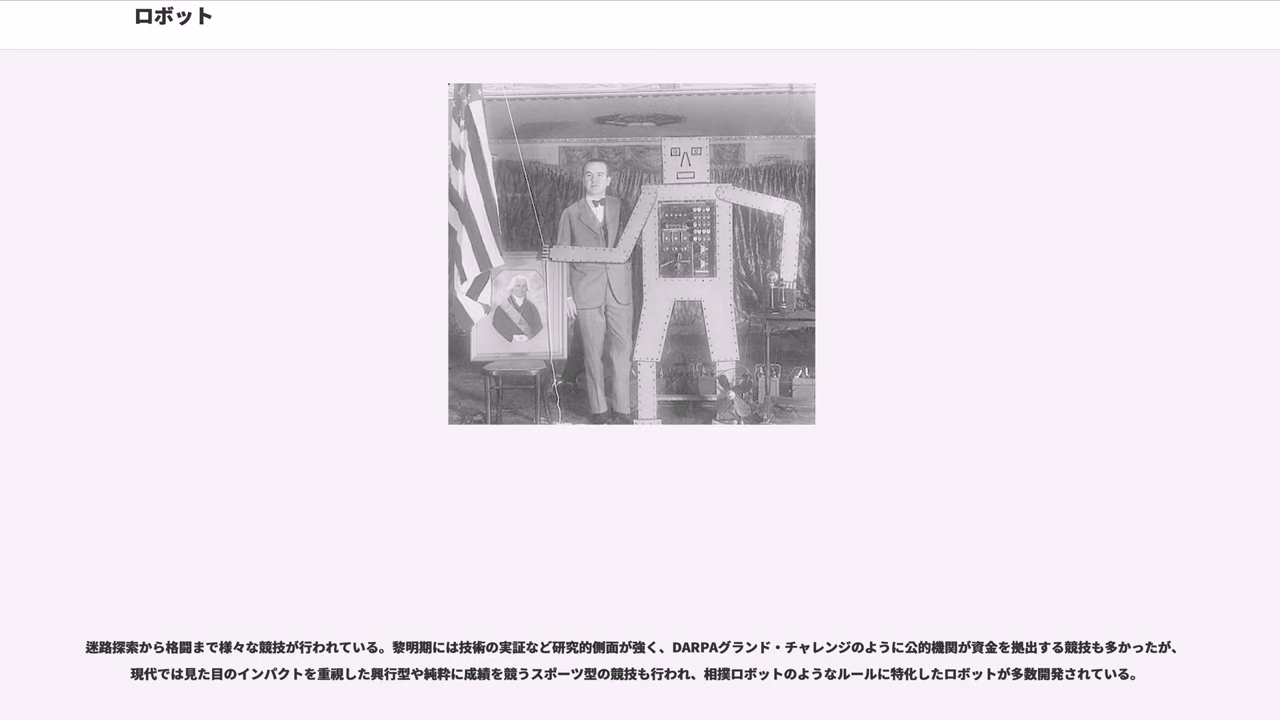 ロボット
迷路探索から格闘まで様々な競技が行われている。黎明期には技術の実証など研究的側面が強く、DARPAグランド・チャレンジのように公的機関が資金を拠出する競技も多かったが、
現代では見た目のインパクトを重視した興行型や純粋に成績を競うスポーツ型の競技も行われ、相撲ロボットのようなルールに特化したロボットが多数開発されている。